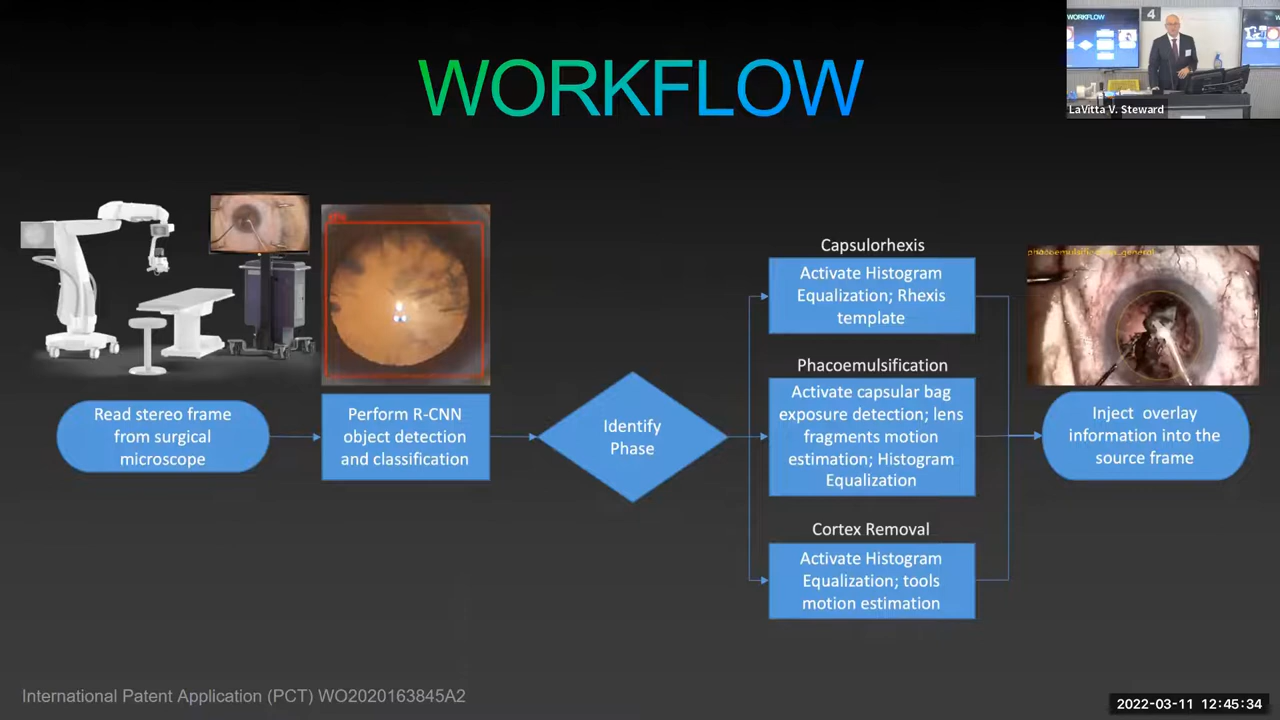 WORKFLOW
WORKFLOW
4
LaVitta V. Steward
Read stereo frame
from surgical
microscope
Perform R-CNN
object detection
and classification
Identify
Phase
Capsulorhexis
Activate Histogram
Equalization; Rhexis
template
Phacoemulsification
Activate capsular bag
exposure detection; lens
fragments motion
estimation; Histogram
Equalization
Cortex Removal
Activate Histogram
Equalization; tools
motion estimation
Inject overlay
information into the
source frame
International Patent Application (PCT) WO2020163845A2
2022-03-11 12:45:34